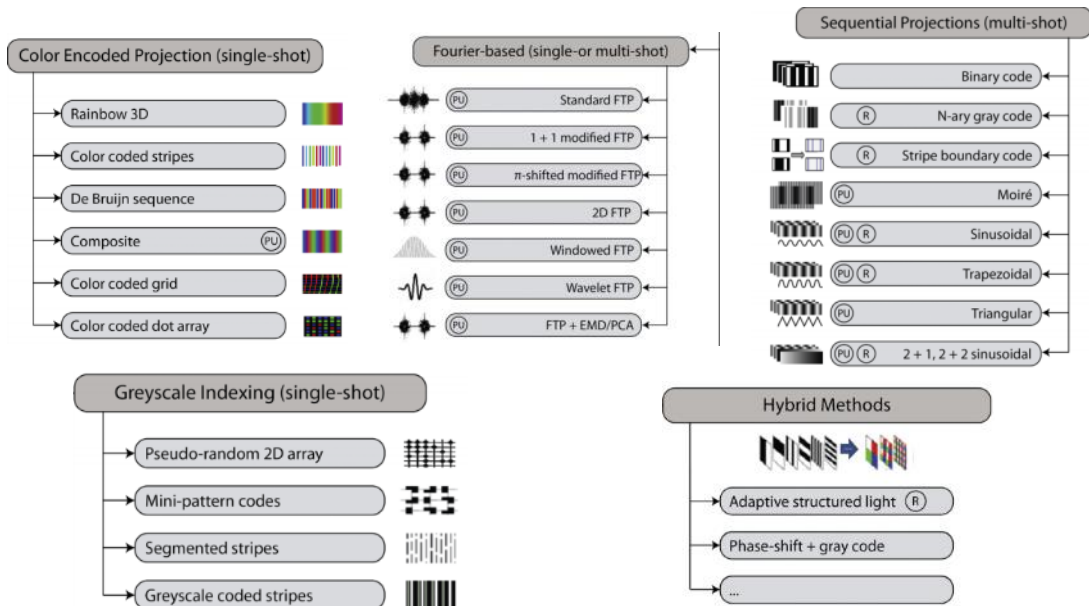 Color Encoded Projection (single-shot)
Rainbow 3D
Color coded stripes
De Bruijn sequence
Composite PU
Color coded grid
Color coded dot array
Fourier-based (single-or multi-shot)
PU Standard FTP
PU 1 + 1 modified FTP
PU π-shifted modified FTP
PU 2D FTP
PU Windowed FTP
PU Wavelet FTP
PU FTP + EMD/PCA
Sequential Projections (multi-shot)
Binary code
R N-ary gray code
R Stripe boundary code
PU Moiré
PU R Sinusoidal
PU R Trapezoidal
PU Triangular
PU R 2 + 1, 2 + 2 sinusoidal
Greyscale Indexing (single-shot)
Pseudo-random 2D array
Mini-pattern codes
Segmented stripes
Greyscale coded stripes
Hybrid Methods
Adaptive structured light R
Phase-shift + gray code
...